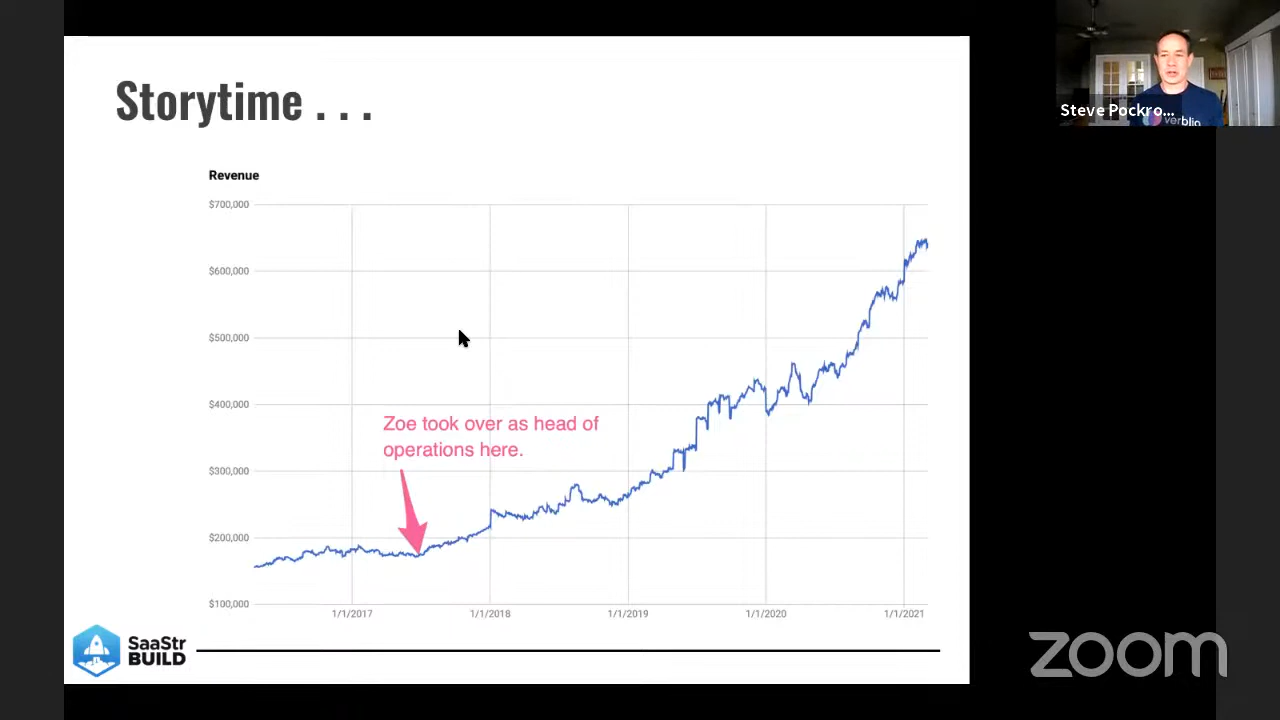 Storytime . . .
Steve Pockro...
verblio
Revenue
$700,000
$600,000
$500,000
$400,000
$300,000
$200,000
$100,000
Zoe took over as head of
operations here.
1/1/2017
1/1/2018
1/1/2019
1/1/2020
1/1/2021
SaaStr
BUILD
zoom